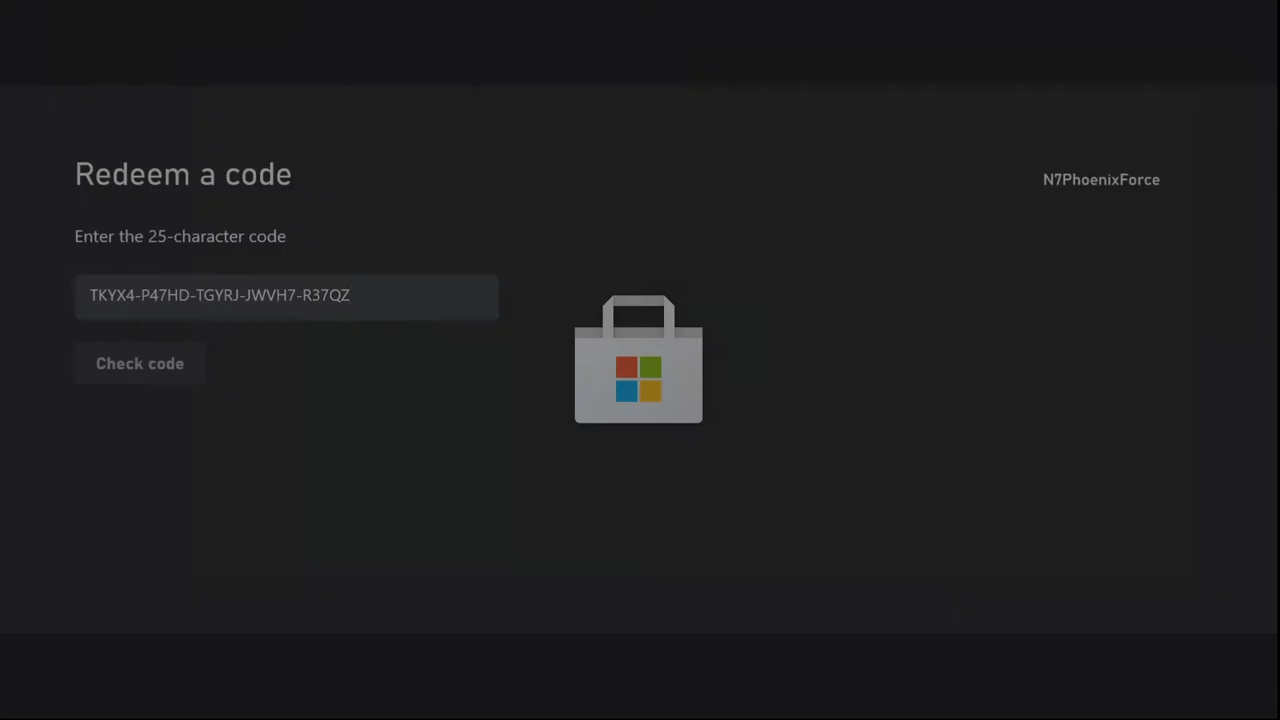 Redeem a code
N7PhoenixForce
Enter the 25-character code
TKYX4-P47HD-TGYRJ-JWVH7-R37QZ
Check code